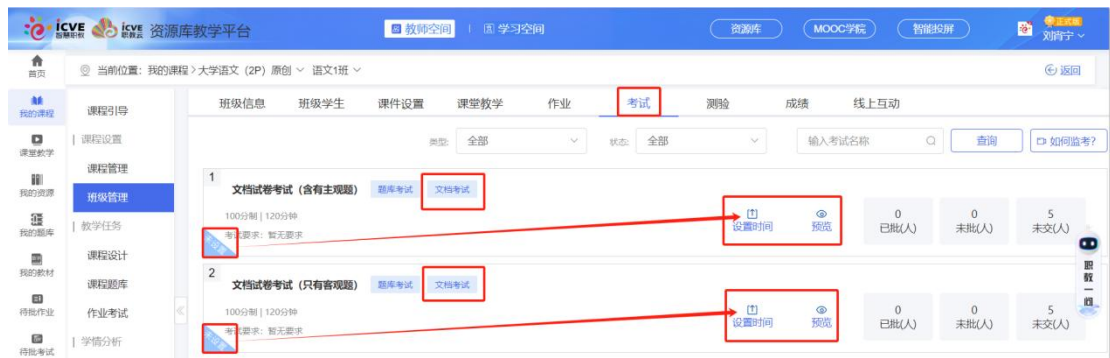 icve 智慧职教 icve 职教云 资源库教学平台 教师空间 | 学习空间 资源库 MOOC学院 智能投屏 正式版 刘肖宁
首页 当前位置：我的课程 > 大学语文（2P）原创 语文1班 返回
我的课程 课程引导 班级信息 班级学生 课件设置 课堂教学 作业 考试 测验 成绩 线上互动
课堂教学 课程设置 类型: 全部 状态: 全部 输入考试名称 查询 如何监考?
我的资源 课程管理
班级管理
1 文档试卷考试（含有主观题） 题库考试 文档考试
100分制 | 120分钟
考试要求：暂无要求
设置时间 预览 0 已批(人) 0 未批(人) 5 未交(人)
我的题库 教学任务
我的教材 课程设计
课程题库
2 文档试卷考试（只有客观题） 题库考试 文档考试
100分制 | 120分钟
考试要求：暂无要求
设置时间 预览 0 已批(人) 0 未批(人) 5 未交(人)
待批作业 作业考试
待批考试 学情分析
职教一问